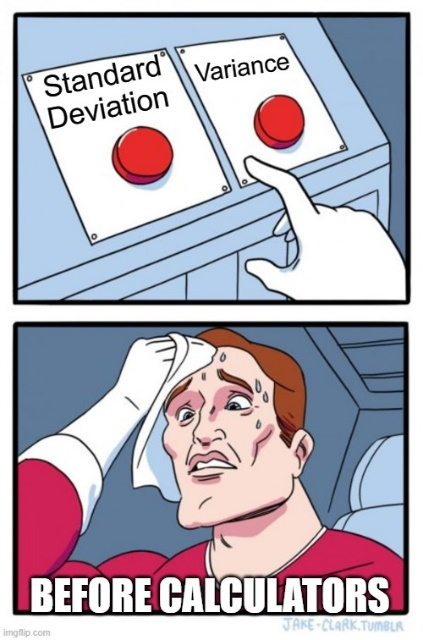 Standard
Deviation
Variance
BEFORE CALCULATORS
JAKE-CLARK.TUMBLR
imgflip.com